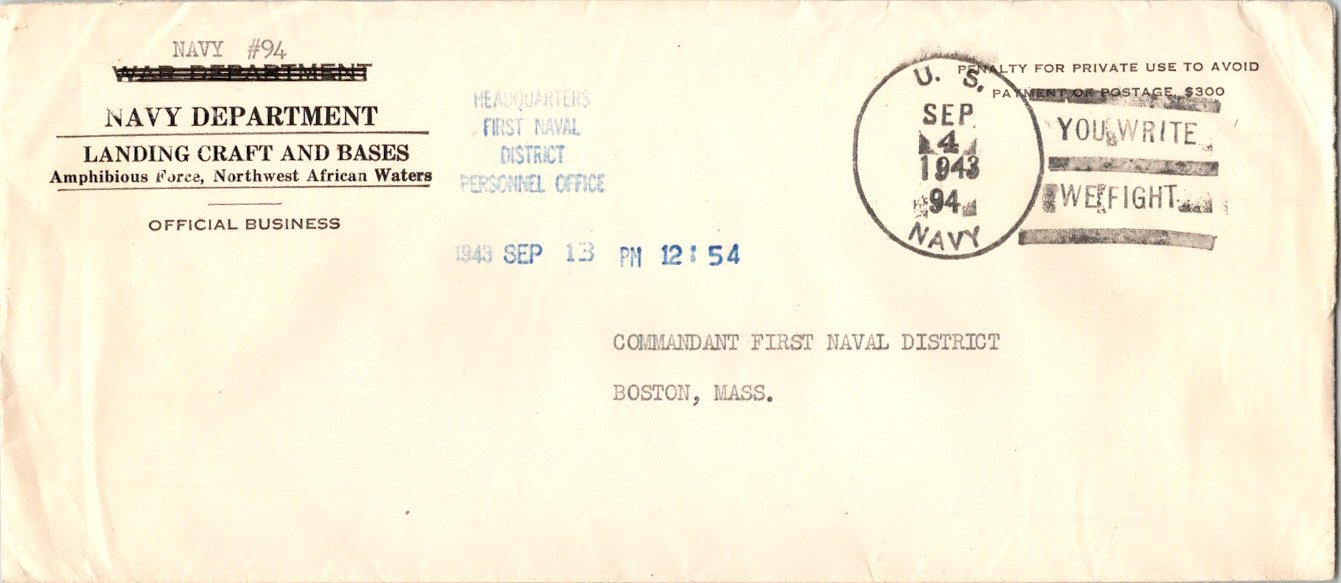 NAVY #94
WAR DEPARTMENT
NAVY DEPARTMENT
LANDING CRAFT AND BASES
Amphibious Force, Northwest African Waters
OFFICIAL BUSINESS
HEADQUARTERS
FIRST NAVAL
DISTRICT
PERSONNEL OFFICE
1943 SEP 13 PM 12:54
U. S.
SEP
4
1943
94
NAVY
PENALTY FOR PRIVATE USE TO AVOID
PAYMENT OF POSTAGE, $300
YOU WRITE
WE FIGHT
COMMANDANT FIRST NAVAL DISTRICT
BOSTON, MASS.